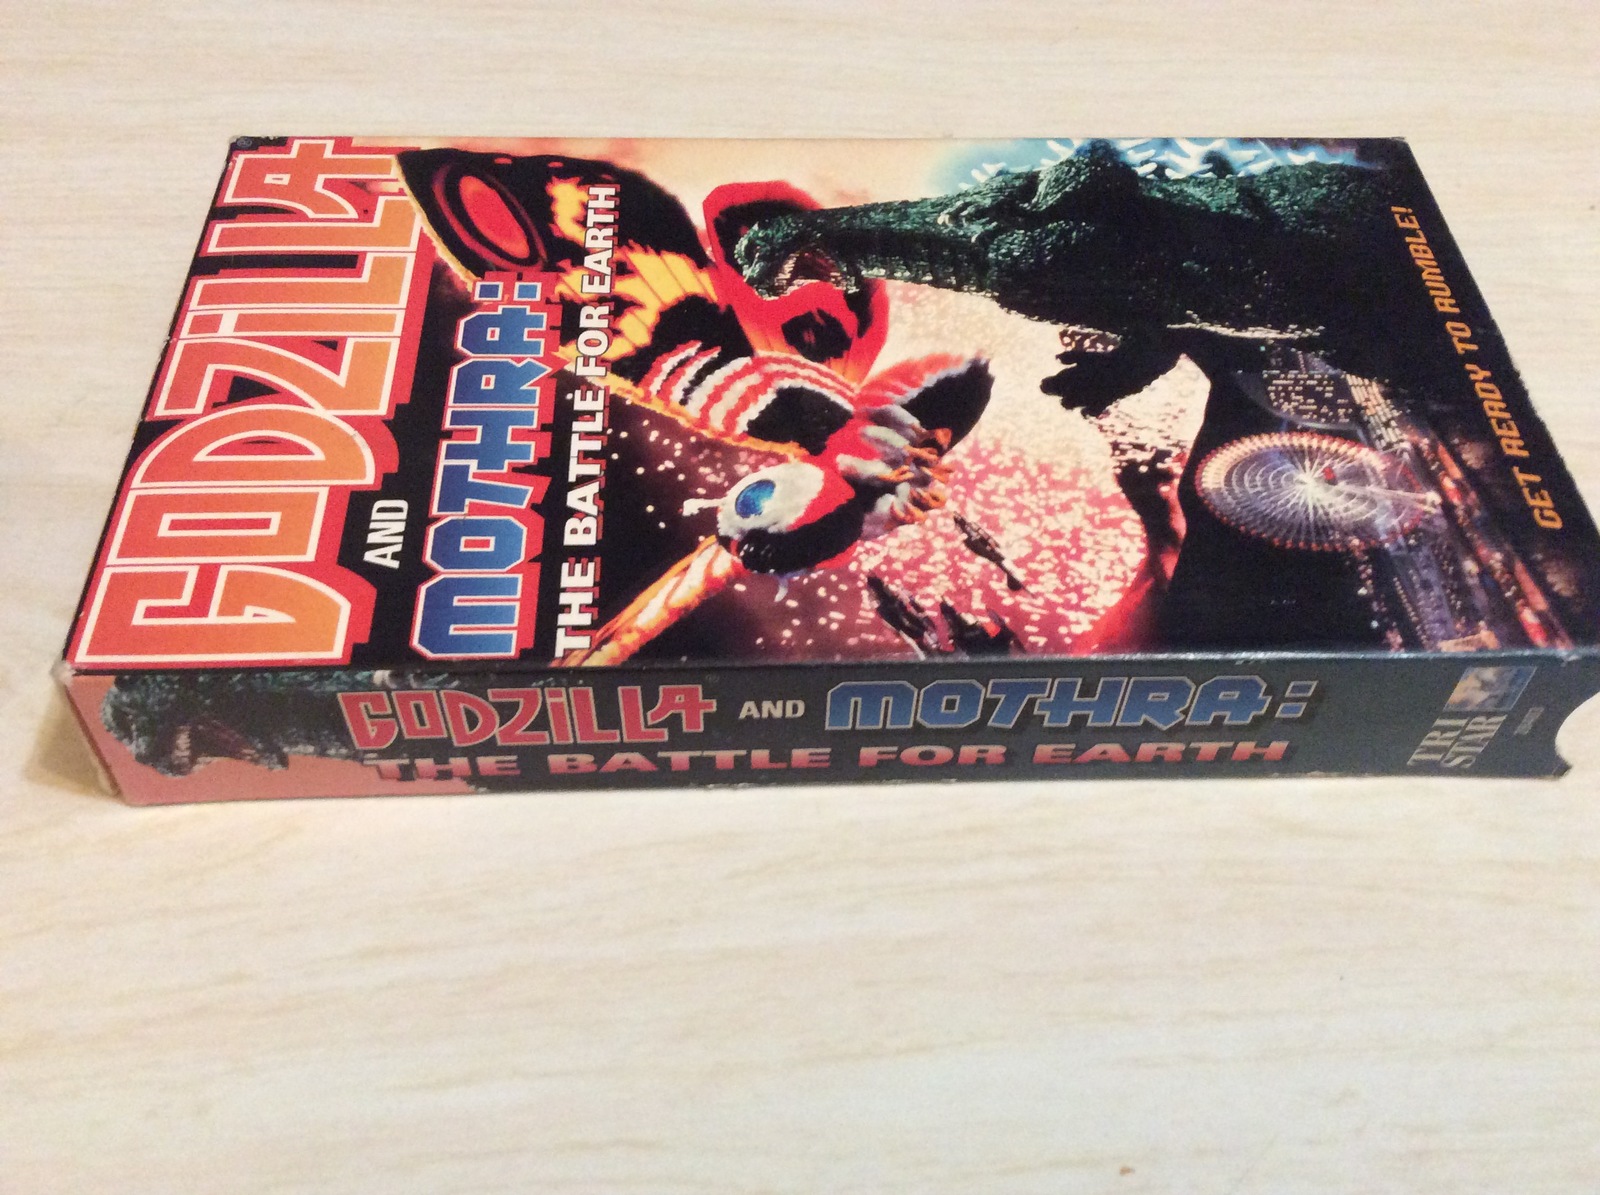 GODZiLLA
AND
MOTHRA:
THE BATTLE FOR EARTH
GET READY TO RUMBLE!
GODZiLLA® AND MOTHRA:
THE BATTLE FOR EARTH
TRI
STAR